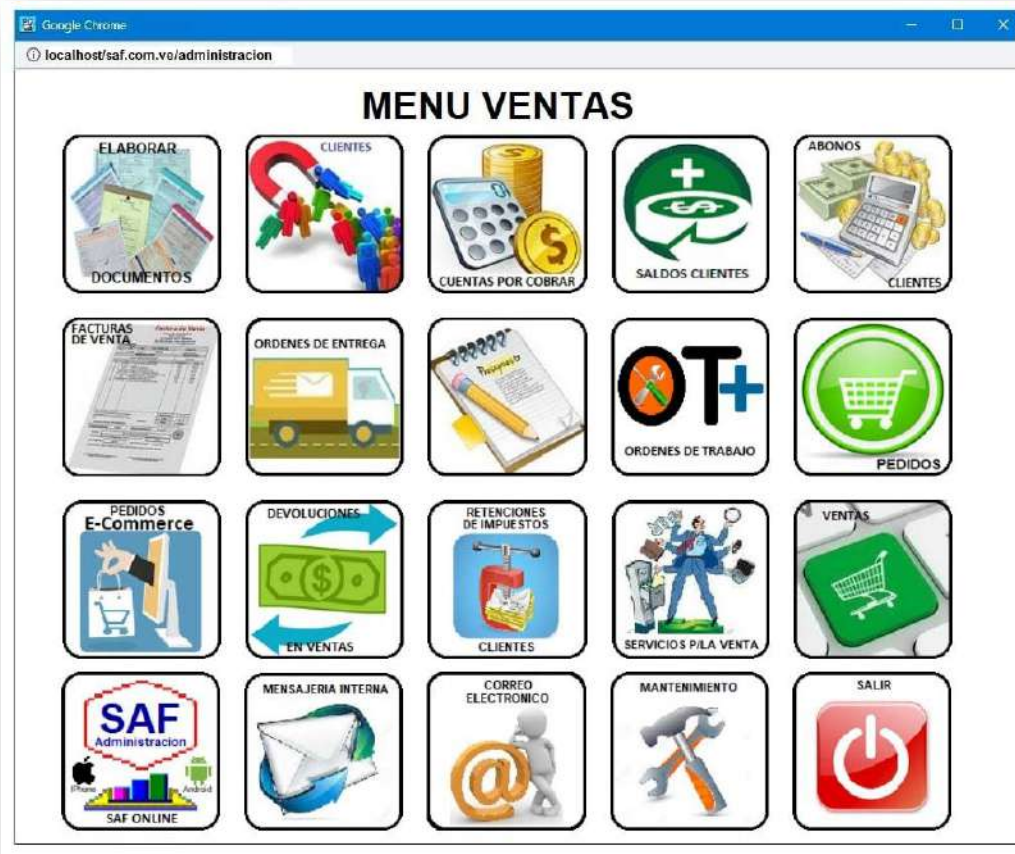 Google Chrome
localhost/saf.com.ve/administracion
MENU VENTAS
ELABORAR
DOCUMENTOS
CLIENTES
CUENTAS POR COBRAR
SALDOS CLIENTES
ABONOS
CLIENTES
FACTURAS
DE VENTA
ORDENES DE ENTREGA
Presupuesto
OT+
ORDENES DE TRABAJO
PEDIDOS
PEDIDOS
E-Commerce
DEVOLUCIONES
EN VENTAS
RETENCIONES
DE IMPUESTOS
CLIENTES
SERVICIOS P/LA VENTA
VENTAS
SAF
Administracion
iPhone
Android
SAF ONLINE
MENSAJERIA INTERNA
CORREO
ELECTRONICO
@
MANTENIMIENTO
SALIR